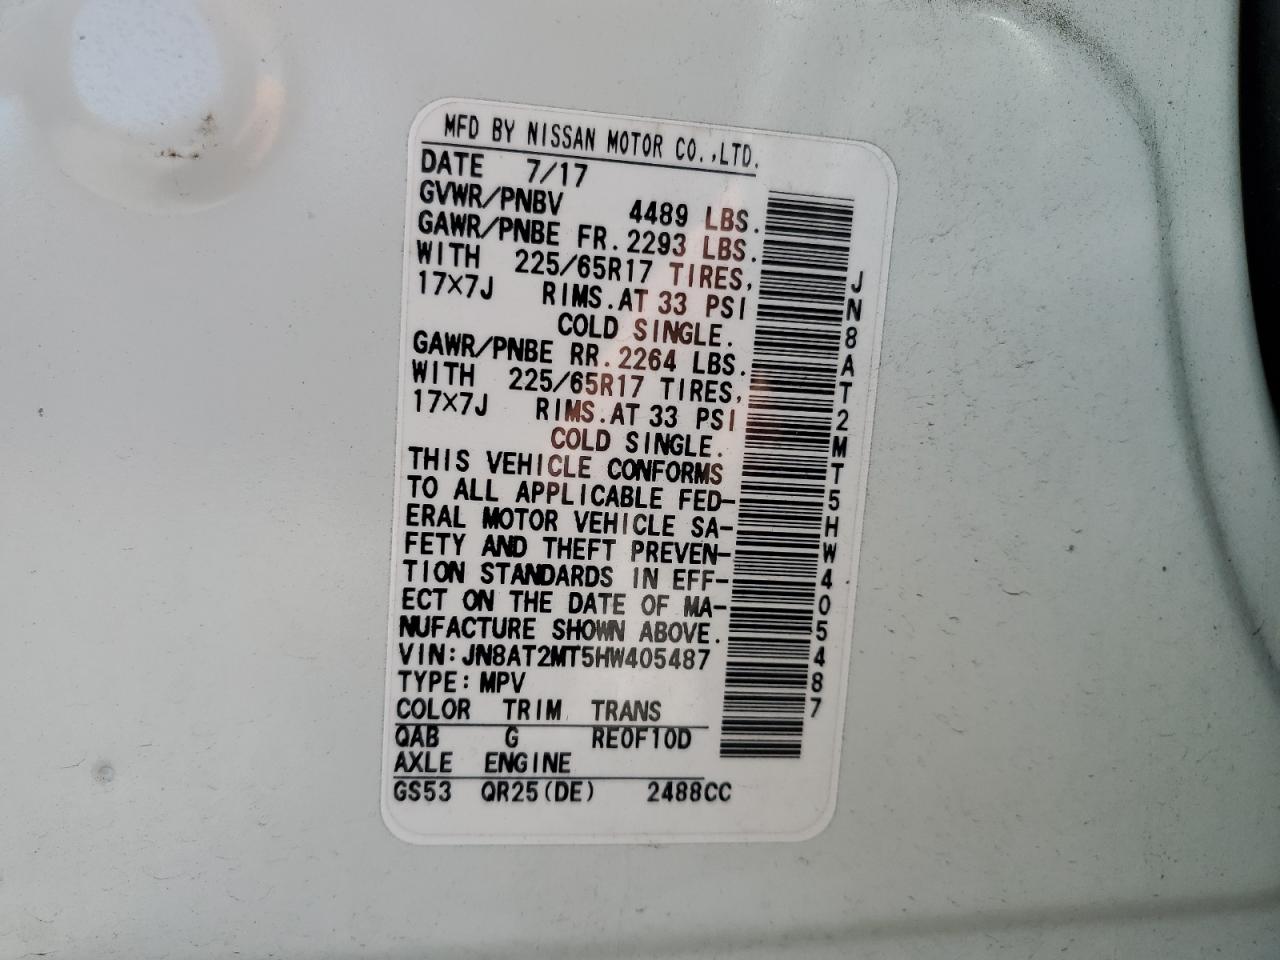 MFD BY NISSAN MOTOR CO.,LTD.
DATE 7/17
GVWR/PNBV 4489 LBS.
GAWR/PNBE FR.2293 LBS.
WITH 225/65R17 TIRES,
17×7J RIMS.AT 33 PSI
COLD SINGLE.
GAWR/PNBE RR.2264 LBS.
WITH 225/65R17 TIRES,
17×7J RIMS.AT 33 PSI
COLD SINGLE.
THIS VEHICLE CONFORMS
TO ALL APPLICABLE FED-
ERAL MOTOR VEHICLE SA-
FETY AND THEFT PREVEN-
TION STANDARDS IN EFF-
ECT ON THE DATE OF MA-
NUFACTURE SHOWN ABOVE.
VIN:JN8AT2MT5HW405487
TYPE:MPV
COLOR TRIM TRANS
QAB G RE0F10D
AXLE ENGINE
GS53 QR25(DE) 2488CC
JN8AT2MT5HW405487